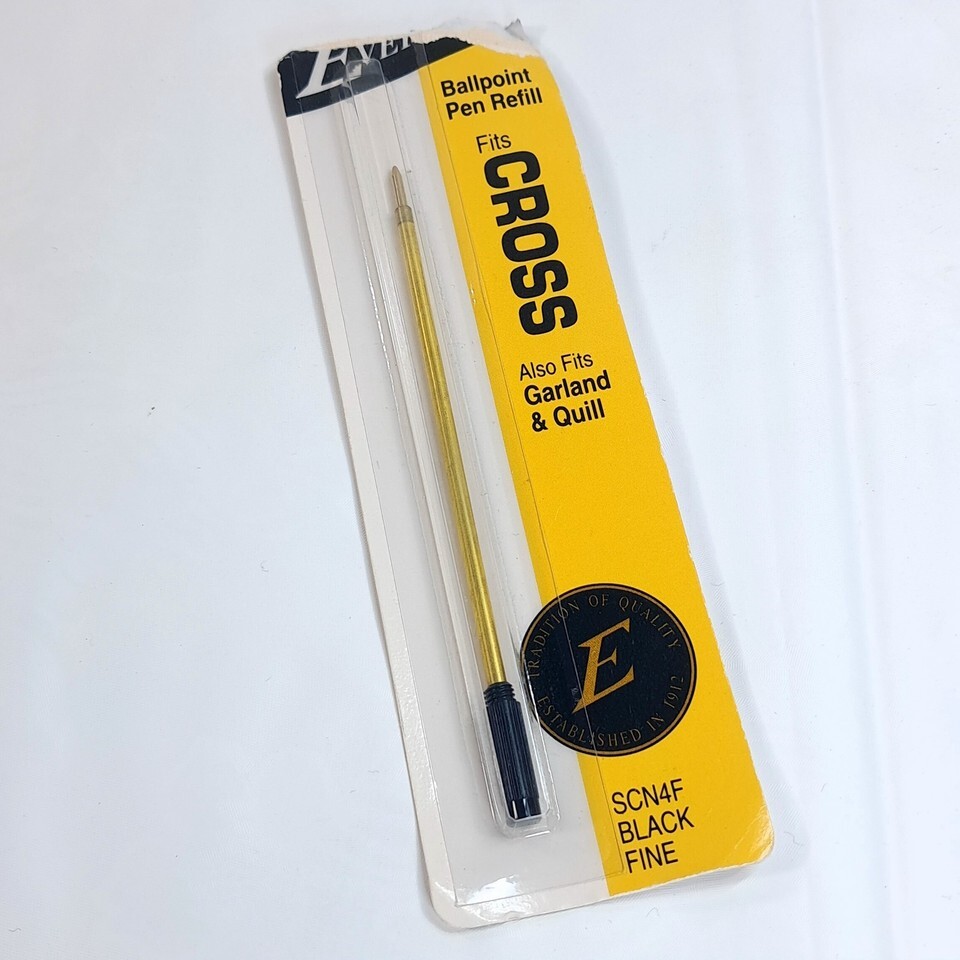 Ballpoint
Pen Refill
Fits
CROSS
Also Fits
Garland
& Quill
TRADITION OF QUALITY
E
ESTABLISHED IN 1912
SCN4F
BLACK
FINE